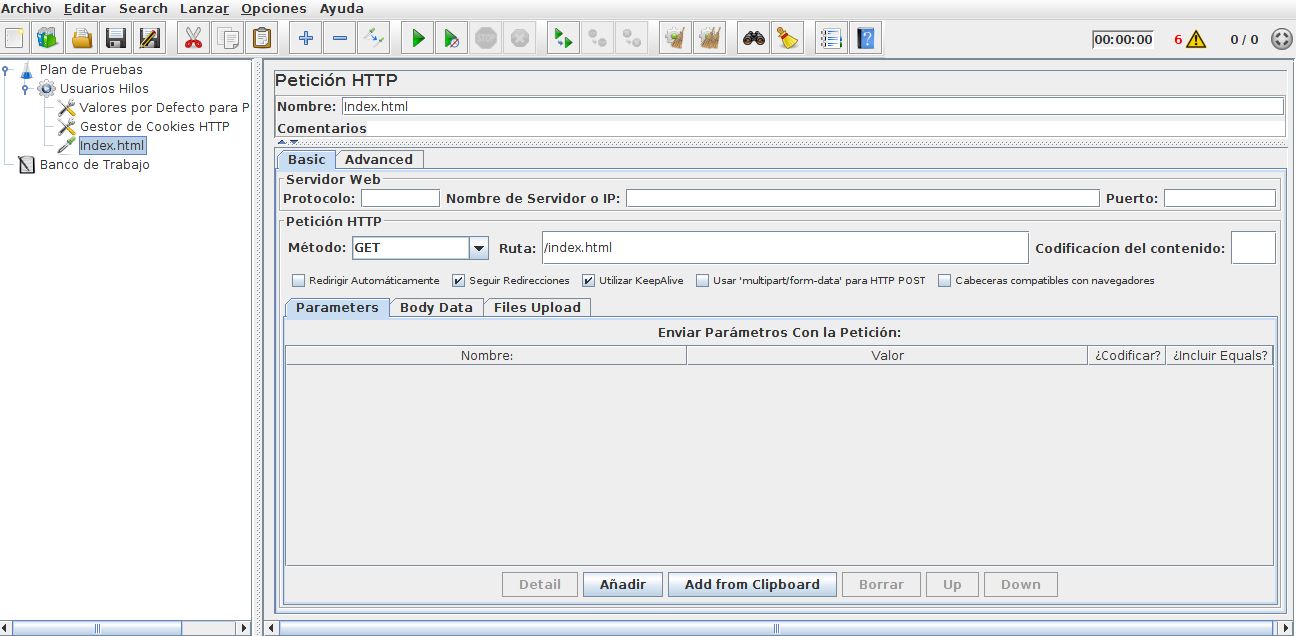 Archivo Editar Search Lanzar Opciones Ayuda
STOP 00:00:00 6 0 / 0
Plan de Pruebas
Usuarios Hilos
Valores por Defecto para P
Gestor de Cookies HTTP
Index.html
Banco de Trabajo
Petición HTTP
Nombre: Index.html
Comentarios
Basic Advanced
Servidor Web
Protocolo: Nombre de Servidor o IP: Puerto:
Petición HTTP
Método: GET Ruta: /index.html Codificacíon del contenido:
Redirigir Automáticamente Seguir Redirecciones Utilizar KeepAlive Usar 'multipart/form-data' para HTTP POST Cabeceras compatibles con navegadores
Parameters Body Data Files Upload
Enviar Parámetros Con la Petición:
Nombre: Valor ¿Codificar? ¿Incluir Equals?
Detail Añadir Add from Clipboard Borrar Up Down